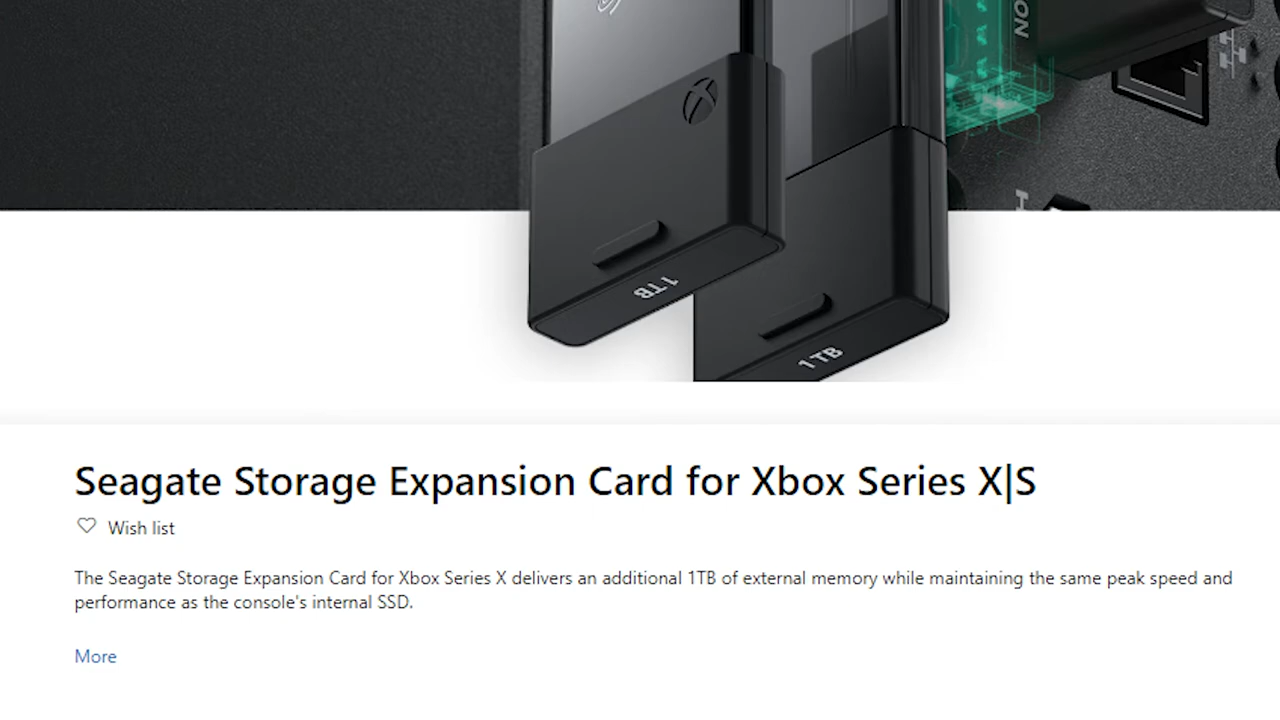 1TB
1TB
Seagate Storage Expansion Card for Xbox Series X|S
Wish list
The Seagate Storage Expansion Card for Xbox Series X delivers an additional 1TB of external memory while maintaining the same peak speed and
performance as the console's internal SSD.
More